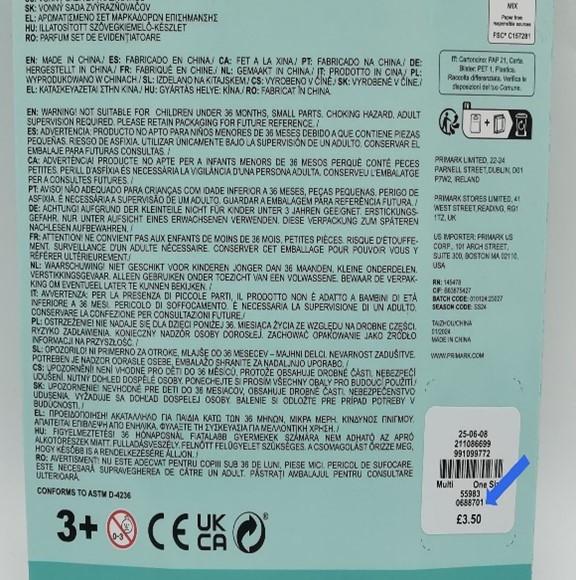 SK: VONNÝ SADA ZVÝRAZŇOVAČOV
EL: ΑΡΩΜΑΤΙΣΜΕΝΟ ΣΕΤ ΜΑΡΚΑΔΟΡΩΝ ΕΠΙΣΗΜΑΝΣΗΣ
HU: ILLATOSÍTOTT SZÖVEGKIEMELŐ-KÉSZLET
RO: PARFUM SET DE EVIDENȚIATOARE
EN: MADE IN CHINA/ ES: FABRICADO EN CHINA/ CA: FET A LA XINA/ PT: FABRICADO NA CHINA/ DE:
HERGESTELLT IN CHINA/ FR: FABRIQUÉ EN CHINE/ NL: GEMAAKT IN CHINA/ IT: PRODOTTO IN CINA/ PL:
WYPRODUKOWANO W CHINACH/ SL: IZDELANO NA KITAJSKEM/ CS: VYROBENO V ČÍNĚ/ SK: VYROBENÉ V ČÍNE/
EL: ΚΑΤΑΣΚΕΥΑΖΕΤΑΙ ΣΤΗΝ ΚΙΝΑ/ HU: GYÁRTÁS HELYE: KÍNA/ RO: FABRICAT ÎN CHINA.
EN: WARNING! NOT SUITABLE FOR CHILDREN UNDER 36 MONTHS, SMALL PARTS. CHOKING HAZARD. ADULT
SUPERVISION REQUIRED. PLEASE RETAIN PACKAGING FOR FUTURE REFERENCE. /
ES: ADVERTENCIA: PRODUCTO NO APTO PARA NIÑOS MENORES DE 36 MESES DEBIDO A QUE CONTIENE PIEZAS
PEQUEÑAS. RIESGO DE ASFIXIA. UTILIZAR ÚNICAMENTE BAJO LA SUPERVISIÓN DE UN ADULTO. CONSERVAR EL
EMBALAJE PARA FUTURAS CONSULTAS. /
CA: ADVERTÈNCIA! PRODUCTE NO APTE PER A INFANTS MENORS DE 36 MESOS PERQUÈ CONTÉ PECES
PETITES. PERILL D'ASFÍXIA. ÉS NECESSÀRIA LA VIGILÀNCIA D'UNA PERSONA ADULTA. CONSERVEU L'EMBALATGE
PER A CONSULTES FUTURES. /
PT: AVISO! NÃO ADEQUADO PARA CRIANÇAS COM IDADE INFERIOR A 36 MESES, PEÇAS PEQUENAS. PERIGO DE
ASFIXIA. É NECESSÁRIA A SUPERVISÃO DE UM ADULTO. GUARDAR A EMBALAGEM PARA REFERÊNCIA FUTURA. /
DE: ACHTUNG! AUFGRUND DER KLEINTEILE NICHT FÜR KINDER UNTER 3 JAHREN GEEIGNET. ERSTICKUNGS-
GEFAHR. NUR UNTER AUFSICHT EINES ERWACHSENEN VERWENDEN. DIESE VERPACKUNG ZUM SPÄTEREN
NACHLESEN AUFBEWAHREN. /
FR: ATTENTION! NE CONVIENT PAS AUX ENFANTS DE MOINS DE 36 MOIS, PETITES PIÈCES. RISQUE D'ÉTOUFFE-
MENT. SURVEILLANCE D'UN ADULTE NÉCESSAIRE. CONSERVER CET EMBALLAGE POUR POUVOIR VOUS Y
RÉFÉRER ULTÉRIEUREMENT /
NL: WAARSCHUWING! NIET GESCHIKT VOOR KINDEREN JONGER DAN 36 MAANDEN, KLEINE ONDERDELEN.
VERSTIKKINGSGEVAAR. ALLEEN GEBRUIKEN ONDER TOEZICHT VAN EEN VOLWASSENE. BEWAAR DE VERPAK-
KING OM EVENTUEEL LATER TE KUNNEN BEKIJKEN. /
IT: AVVERTENZA: PER LA PRESENZA DI PICCOLE PARTI, IL PRODOTTO NON È ADATTO A BAMBINI DI ETÀ
INFERIORE A 36 MESI. PERICOLO DI SOFFOCAMENTO. È NECESSARIA LA SUPERVISIONE DI UN ADULTO.
CONSERVARE LA CONFEZIONE PER CONSULTAZIONI FUTURE. /
PL: OSTRZEŻENIE! NIE NADAJE SIĘ DLA DZIECI PONIŻEJ 36. MIESIĄCA ŻYCIA ZE WZGLĘDU NA DROBNE CZĘŚCI.
RYZYKO ZADŁAWIENIA. KONIECZNY DOZÓR DOROSŁEJ. ZACHOWAĆ OPAKOWANIE JAKO ŹRÓDŁO
INFORMACJI NA PRZYSZŁOŚĆ. /
SL: OPOZORILO! NI PRIMERNO ZA OTROKE, MLAJŠE OD 36 MESECEV – MAJHNI DELCI. NEVARNOST ZADUŠITVE.
POTREBEN JE NADZOR ODRASLE OSEBE. EMBALAŽO SHRANITE ZA NADALJNJO UPORABO. /
CS: UPOZORNĚNÍ! NENÍ VHODNÉ PRO DĚTI DO 36 MĚSÍCŮ, OBSAHUJE DROBNÉ ČÁSTI. NEBEZPEČÍ
UDUŠENÍ. NUTNÝ DOHLED DOSPĚLÉ OSOBY. PONECHEJTE SI PROSÍM VŠECHNY OBALY PRO BUDOUCÍ POUŽITÍ./
SK: UPOZORNENIE! NEVHODNÉ PRE DETI DO 36 MESIACOV, OBSAHUJE DROBNÉ ČASTI. NEBEZPEČENSTVO
UDUSENIA. VYŽADUJE SA DOHĽAD DOSPELEJ OSOBY. BALENIE SI ODLOŽTE PRE PRÍPAD POTREBY V
BUDÚCNOSTI. /
EL: ΠΡΟΕΙΔΟΠΟΙΗΣΗ! ΑΚΑΤΑΛΛΗΛΟ ΓΙΑ ΠΑΙΔΙΑ ΚΑΤΩ ΤΩΝ 36 ΜΗΝΩΝ, ΜΙΚΡΑ ΜΕΡΗ. ΚΙΝΔΥΝΟΣ ΠΝΙΓΜΟΥ.
ΑΠΑΙΤΕΙΤΑΙ ΕΠΙΒΛΕΨΗ ΑΠΟ ΕΝΗΛΙΚΑ. ΦΥΛΑΞΤΕ ΤΗ ΣΥΣΚΕΥΑΣΙΑ ΓΙΑ ΜΕΛΛΟΝΤΙΚΗ ΧΡΗΣΗ. /
HU: FIGYELMEZTETÉS! 36 HÓNAPOSNÁL FIATALABB GYERMEKEK SZÁMÁRA NEM ADHATÓ AZ APRÓ
ALKOTÓRÉSZEK MIATT. FULLADÁSVESZÉLY. FELNŐTT FELÜGYELETE SZÜKSÉGES. A CSOMAGOLÁST ŐRIZZE MEG,
HOGY KÉSŐBB IS A RENDELKEZÉSÉRE ÁLLJON. /
RO: AVERTISMENT! NU ESTE ADECVAT PENTRU COPIII SUB 36 DE LUNI, PIESE MICI. PERICOL DE SUFOCARE.
ESTE NECESARĂ SUPRAVEGHEREA UNUI ADULT. PĂSTRAȚI AMBALAJUL PENTRU CONSULTARE
ULTERIOARĂ.
CONFORMS TO ASTM D-4236
3+
0-3
CE
UK
CA
MIX
Paper from
responsible sources
FSC® C157281
IT: Cartoncino: PAP 21, Carta.
Blister: PET 1, Plastica.
Raccolta differenziata. Verifica le
disposizioni del tuo Comune.
PRIMARK LIMITED, 22-24
PARNELL STREET, DUBLIN, D01
P7W2, IRELAND
PRIMARK STORES LIMITED, 41
WEST STREET, READING, RG1
1TZ, UK
US IMPORTER: PRIMARK US
CORP., 101 ARCH STREET,
SUITE 300, BOSTON MA 02110,
USA
RN: 145478
CIF: 863875427
BATCH CODE: 010124:25027
SEASON CODE: SS24
TAIZHOU/CHINA
01/2024
MADE IN CHINA
WWW.PRIMARK.COM
25-06-08
211086699
991099772
Multi One Size
55983
0688701
£3.50